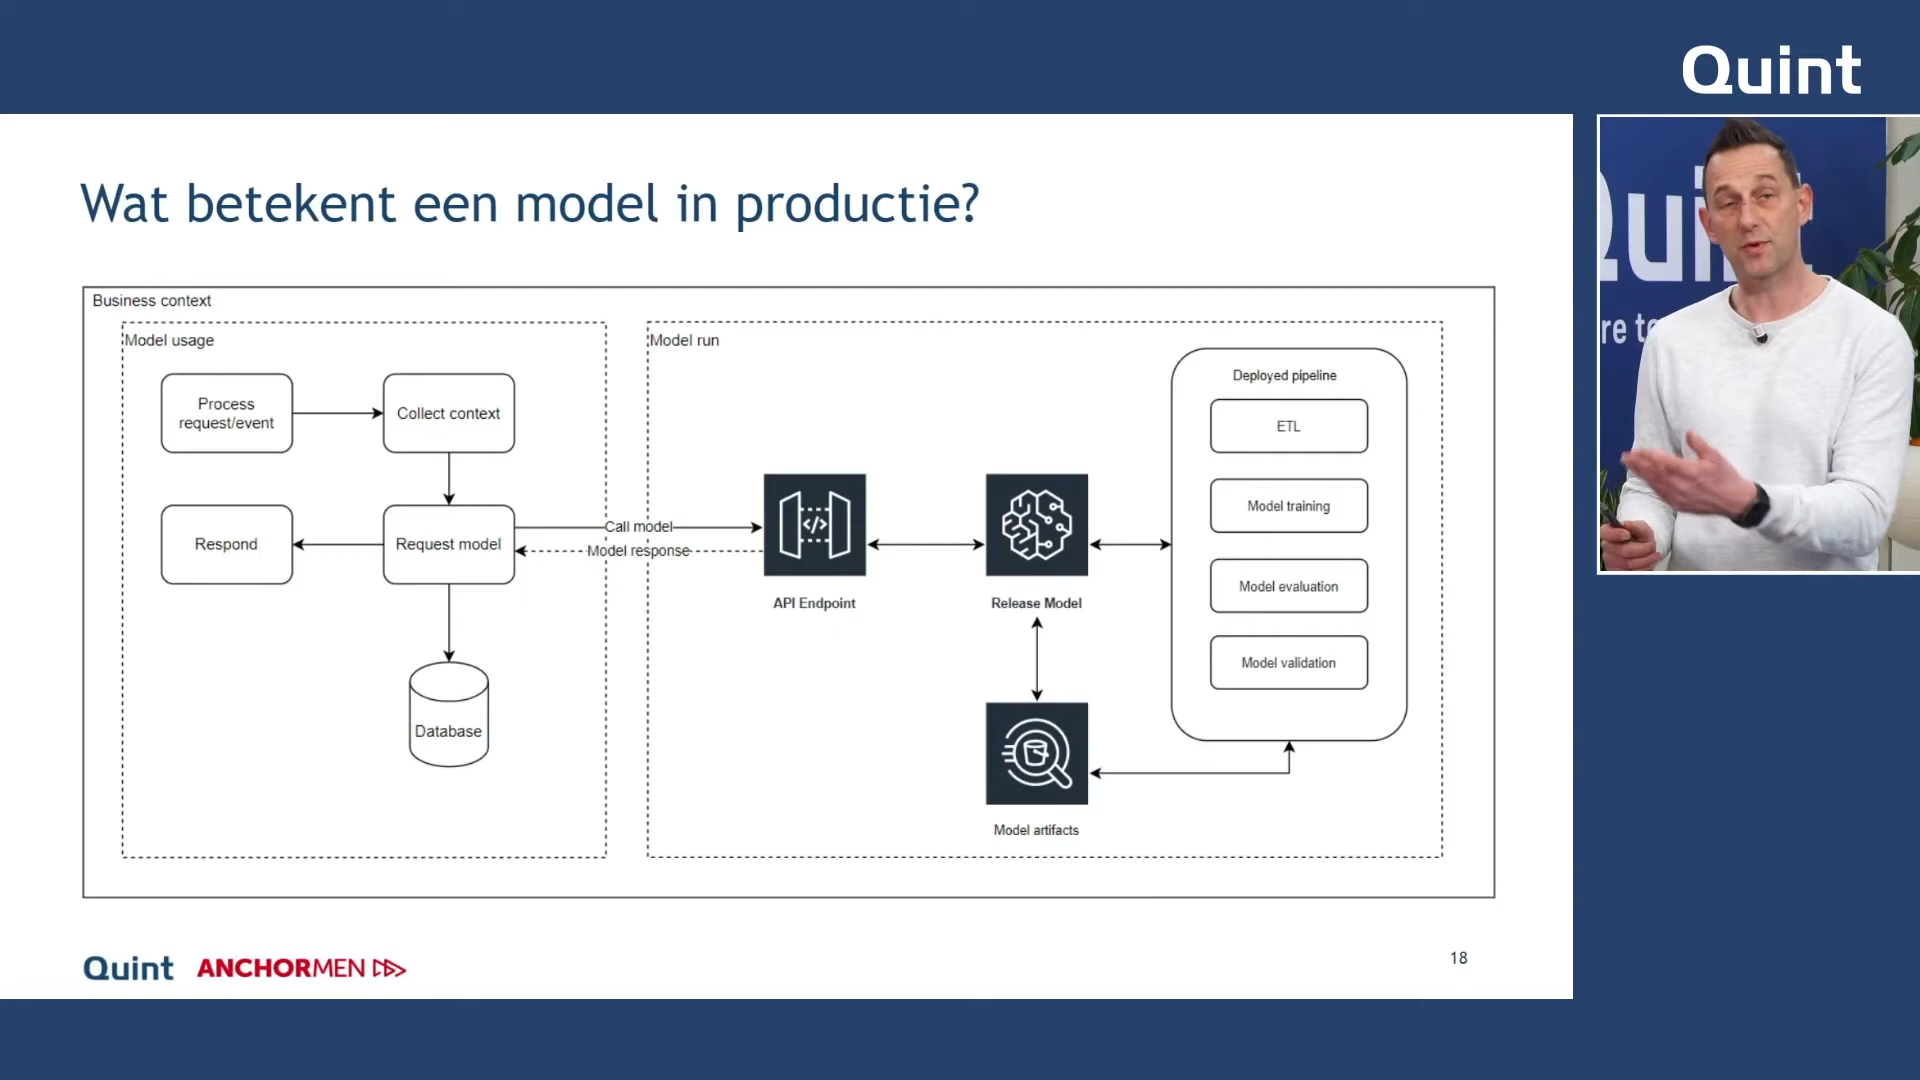 Quint
Wat betekent een model in productie?
Business context
Model usage
Process
request/event
Collect context
Respond
Request model
Database
Call model
Model response
Model run
API Endpoint
Release Model
Model artifacts
Deployed pipeline
ETL
Model training
Model evaluation
Model validation
Quint ANCHORMEN
18